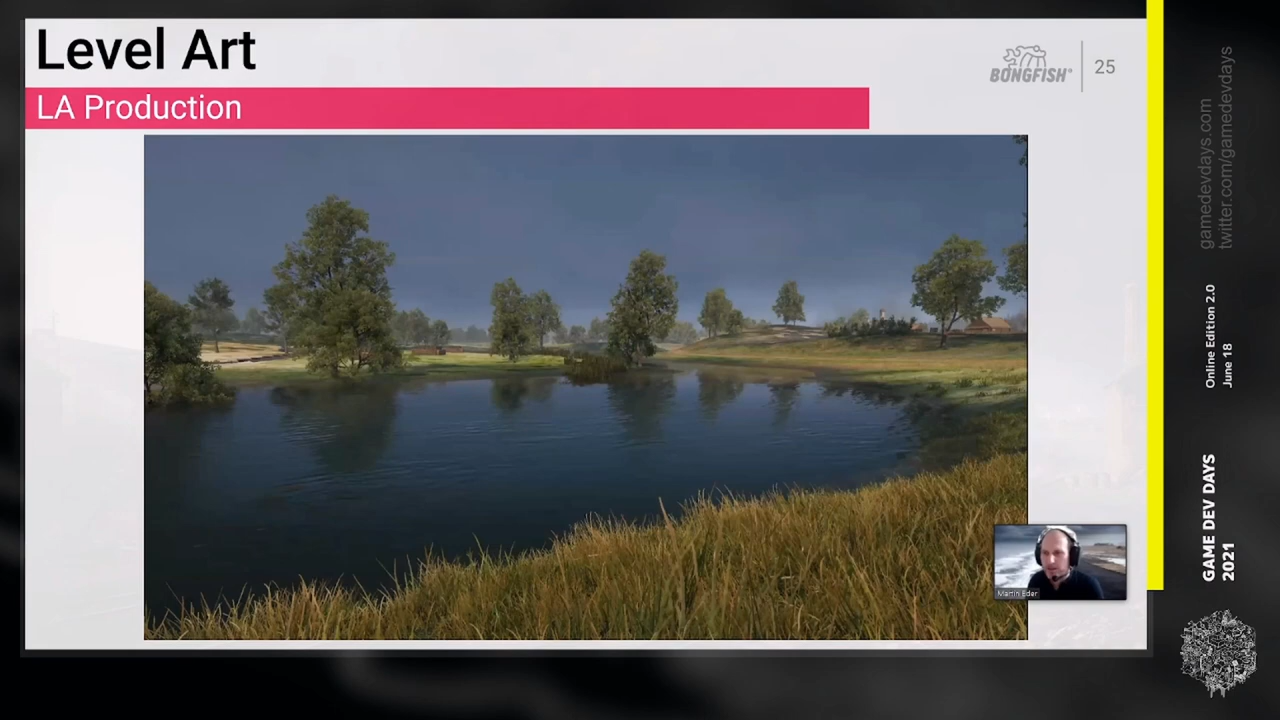 Level Art
LA Production
BONGFISH®
25
Martin Eder
gamedevdays.com
twitter.com/gamedevdays
Online Edition 2.0
June 18
GAME DEV DAYS
2021